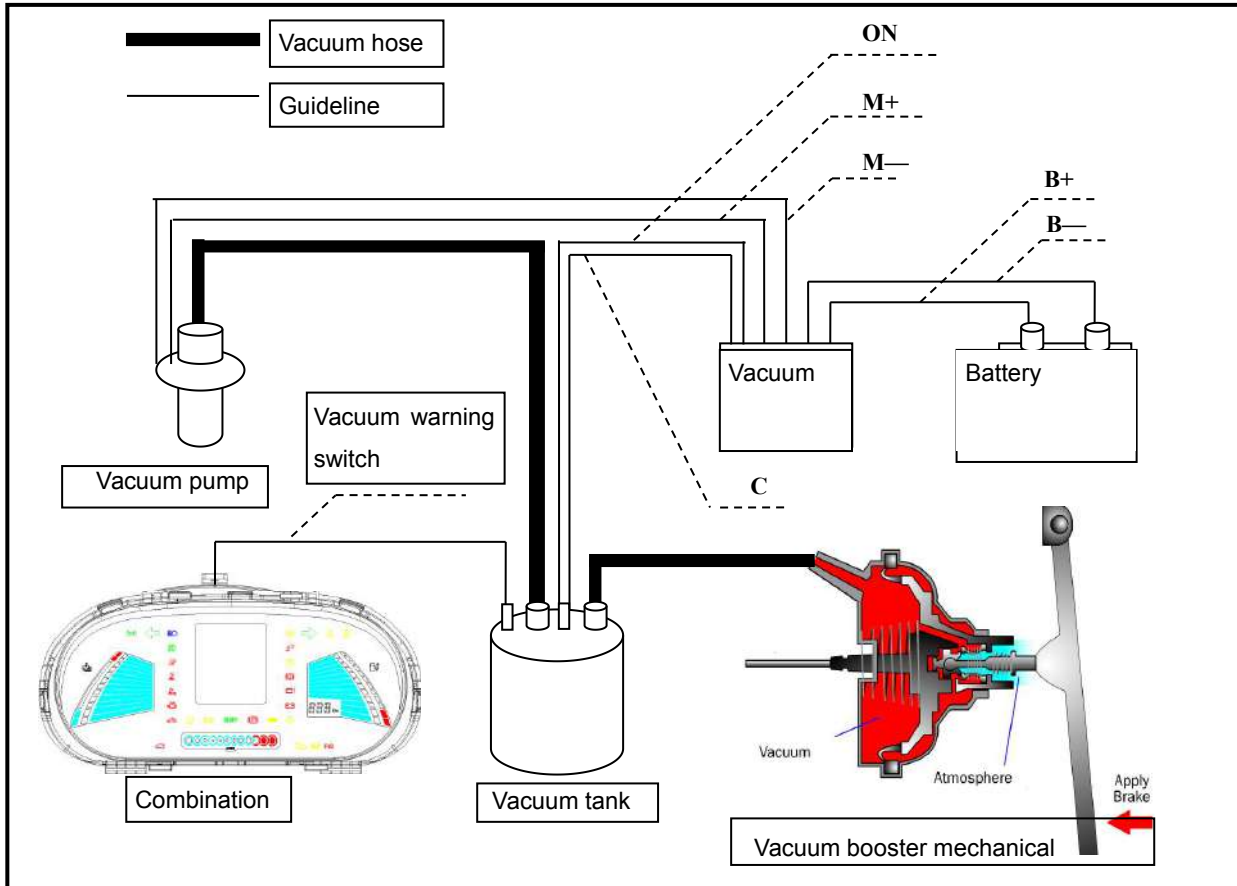 Vacuum hose
Guideline
ON
M+
M—
B+
B—
Vacuum
Battery
Vacuum warning
switch
Vacuum pump
C
Vacuum
Atmosphere
Apply
Brake
Combination
Vacuum tank
Vacuum booster mechanical